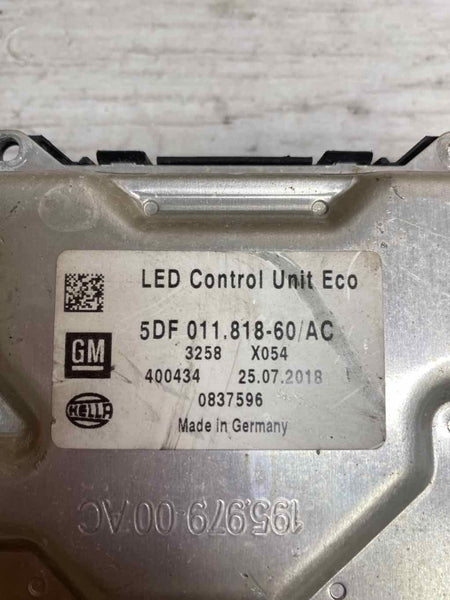 LED Control Unit Eco
5DF 011.818-60/AC
GM
3258 X054
400434 25.07.2018
HELLA
0837596
Made in Germany
195.979 00 AC